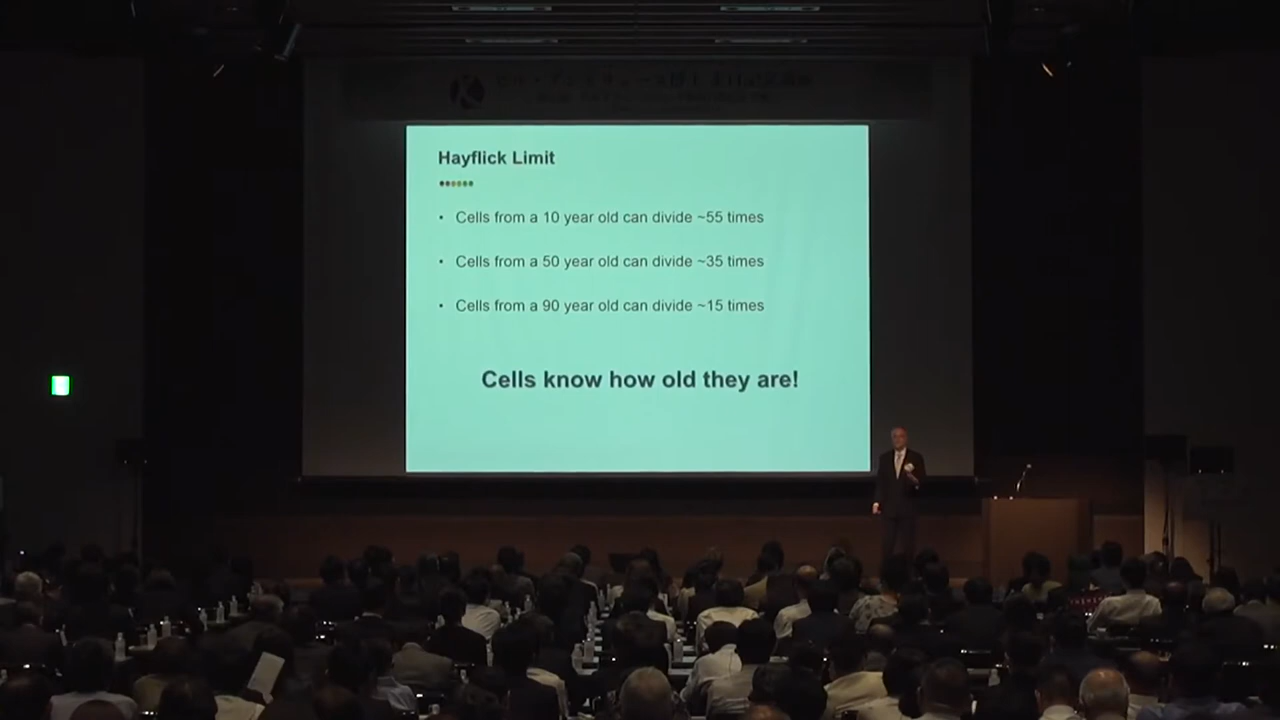 Hayflick Limit
• Cells from a 10 year old can divide ~55 times
• Cells from a 50 year old can divide ~35 times
• Cells from a 90 year old can divide ~15 times
Cells know how old they are!